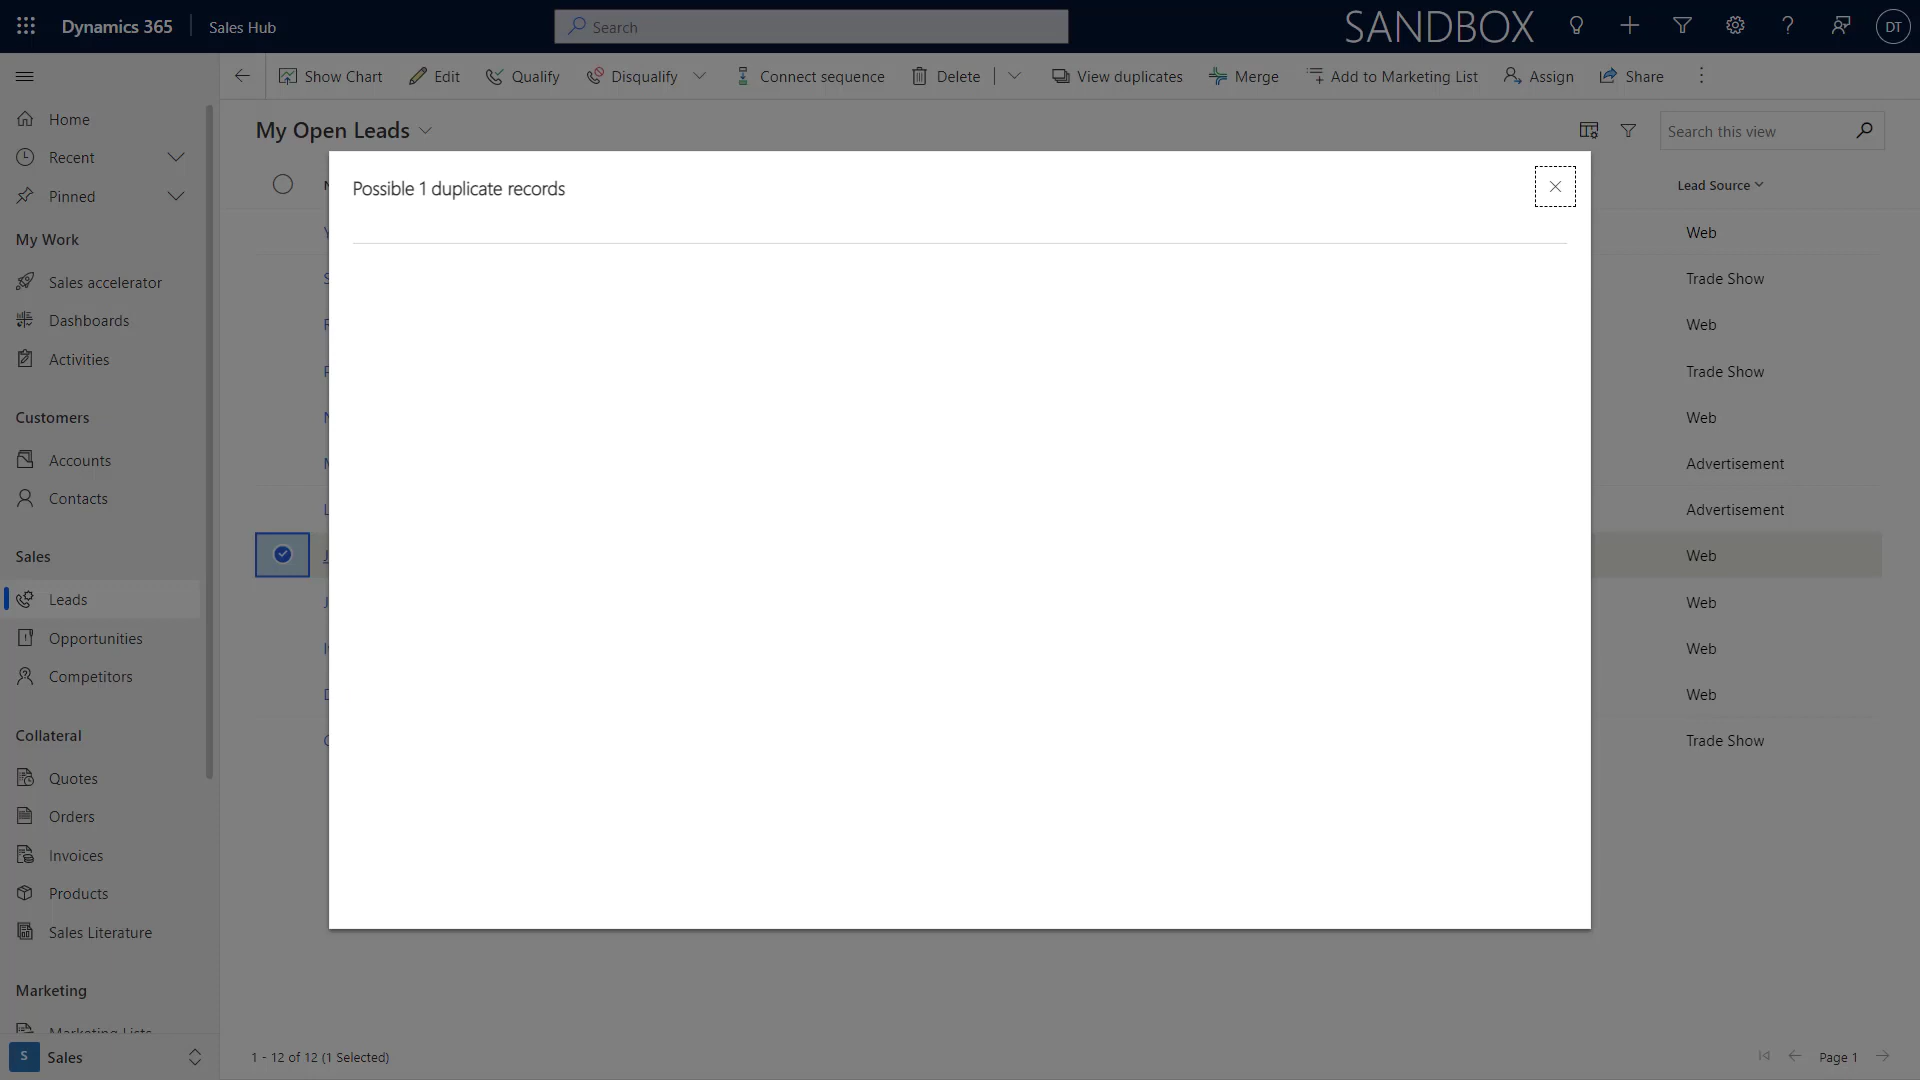 Dynamics 365
Sales Hub
Search
SANDBOX
DT
Show Chart
Edit
Qualify
Disqualify
Connect sequence
Delete
View duplicates
Merge
Add to Marketing List
Assign
Share
Home
Recent
Pinned
My Work
Sales accelerator
Dashboards
Activities
Customers
Accounts
Contacts
Sales
Leads
Opportunities
Competitors
Collateral
Quotes
Orders
Invoices
Products
Sales Literature
Marketing
Marketing Lists
S
Sales
My Open Leads
Search this view
Possible 1 duplicate records
Lead Source
Web
Trade Show
Web
Trade Show
Web
Advertisement
Advertisement
Web
Web
Web
Web
Trade Show
1 - 12 of 12 (1 Selected)
Page 1